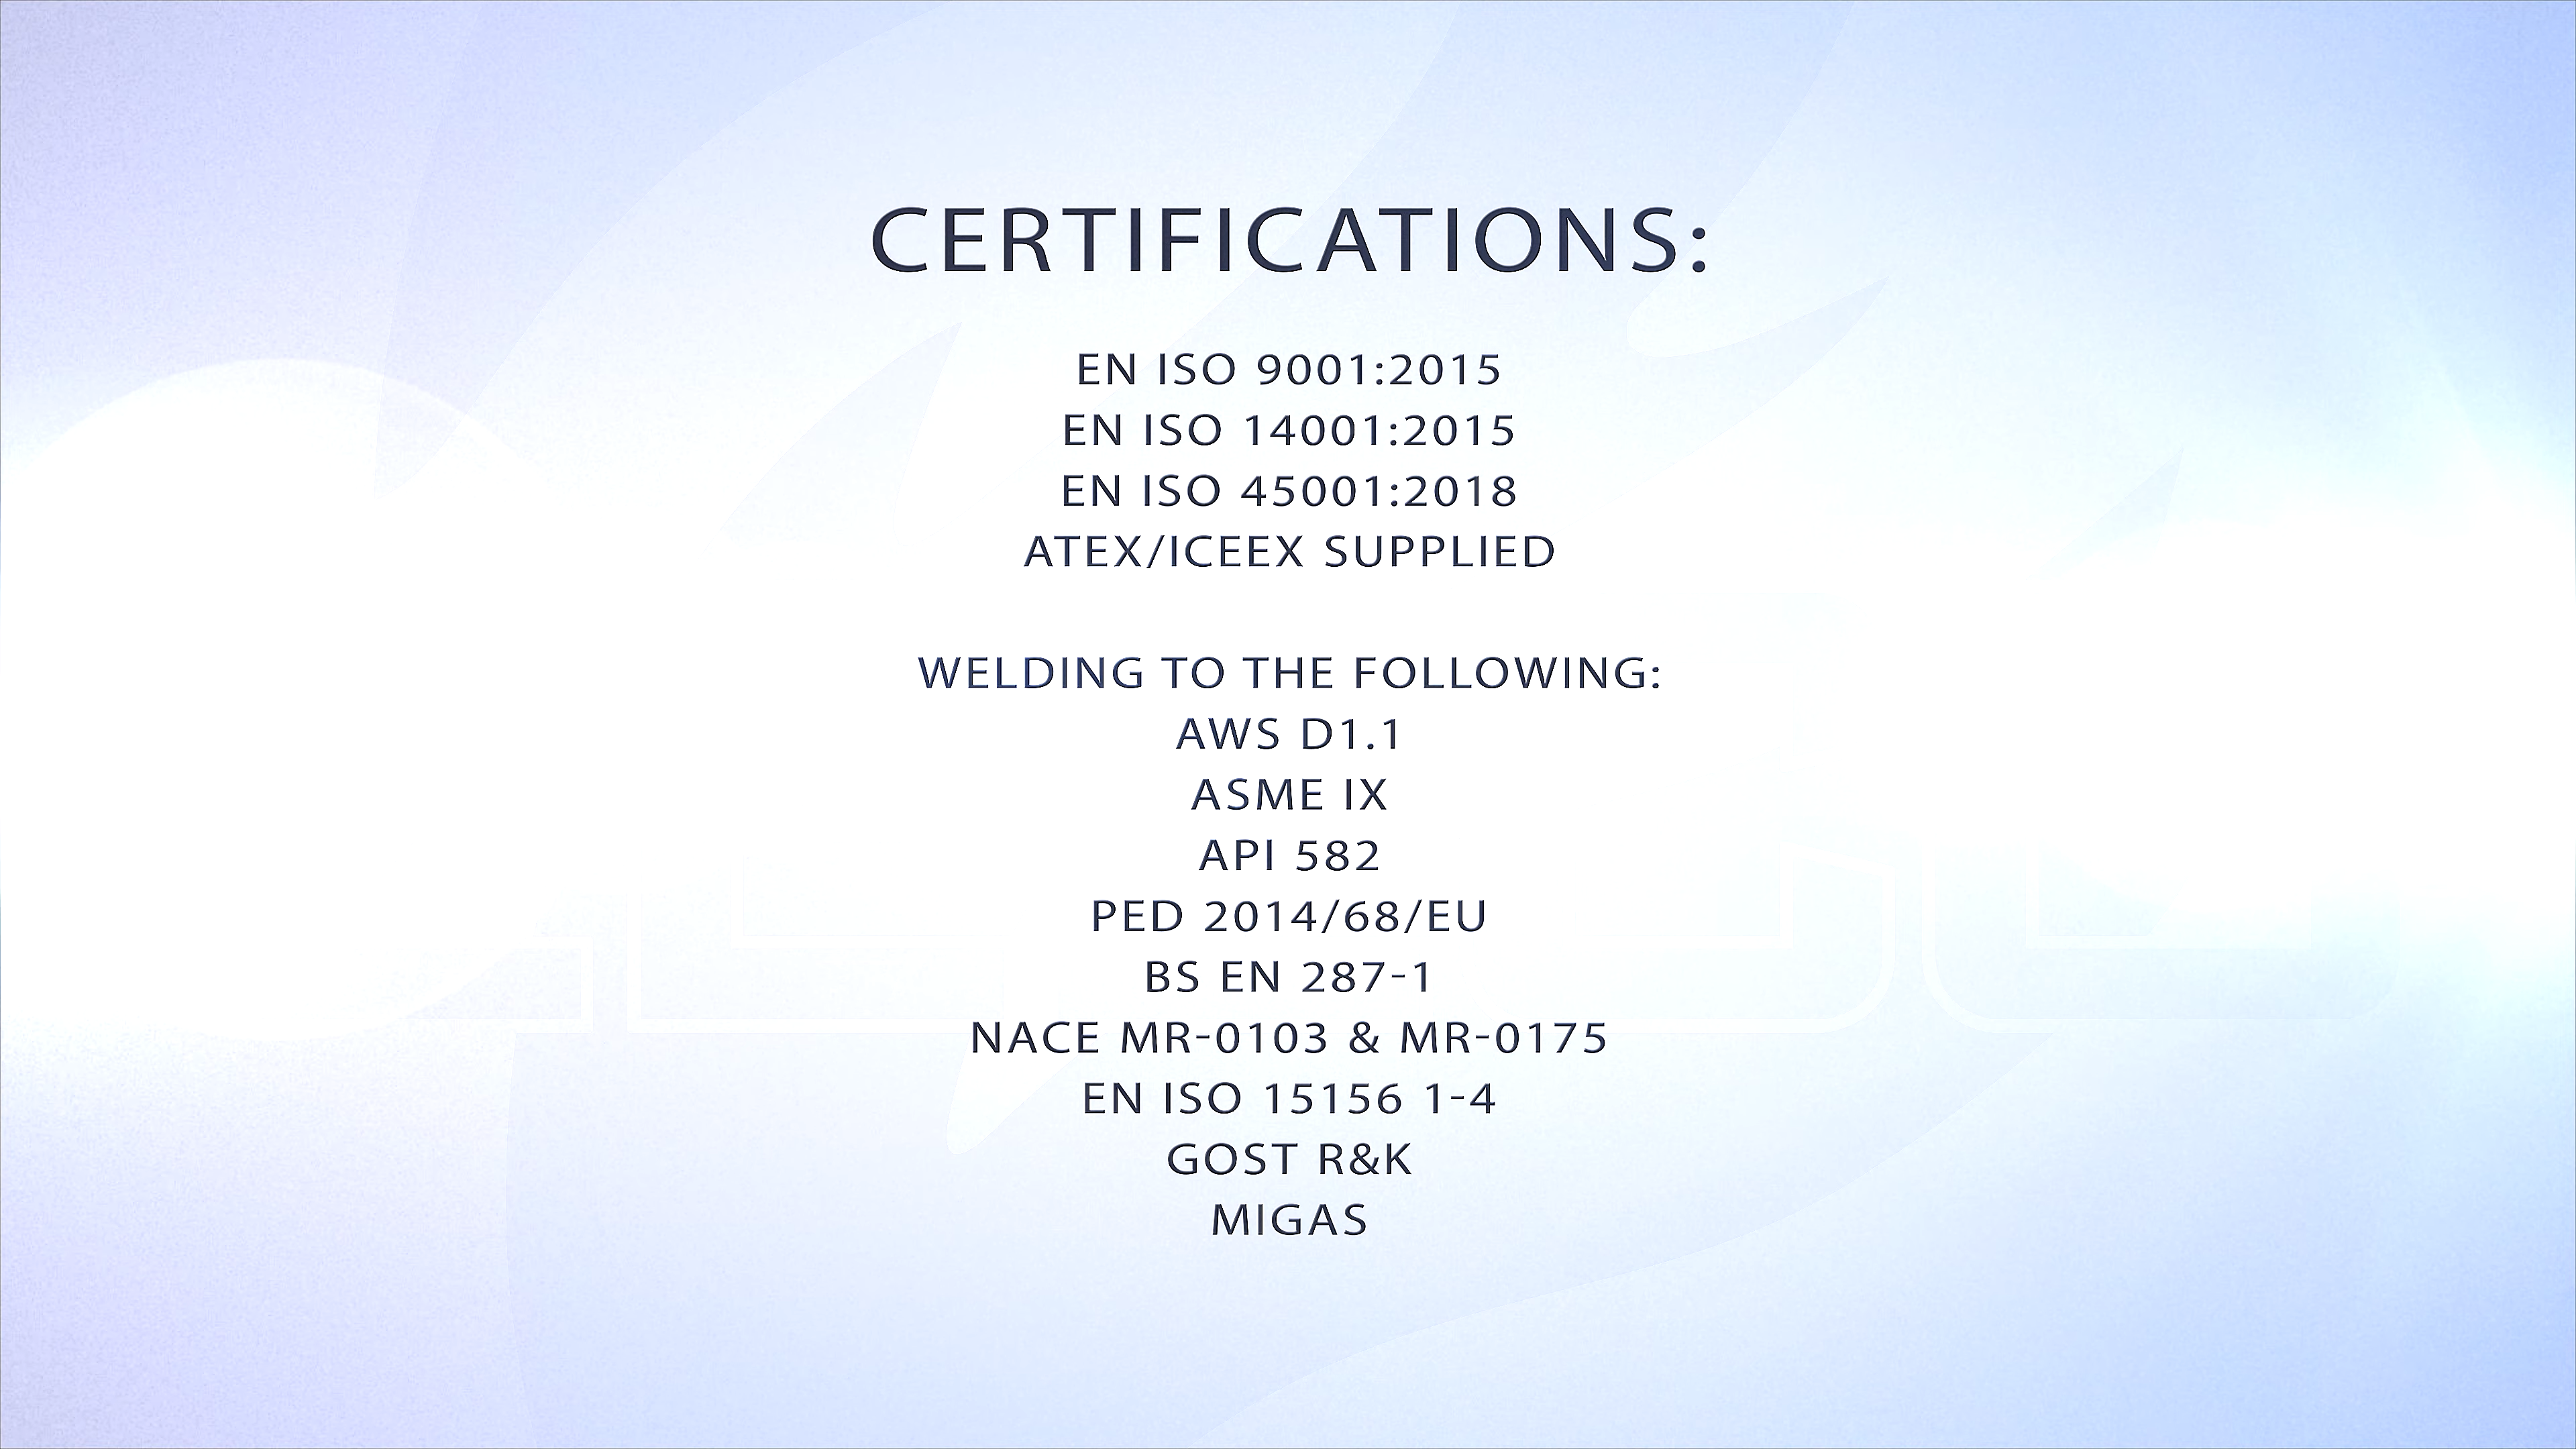 CERTIFICATIONS:
EN ISO 9001:2015
EN ISO 14001:2015
EN ISO 45001:2018
ATEX/ICEEX SUPPLIED
WELDING TO THE FOLLOWING:
AWS D1.1
ASME IX
API 582
PED 2014/68/EU
BS EN 287-1
NACE MR-0103 & MR-0175
EN ISO 15156 1-4
GOST R&K
MIGAS